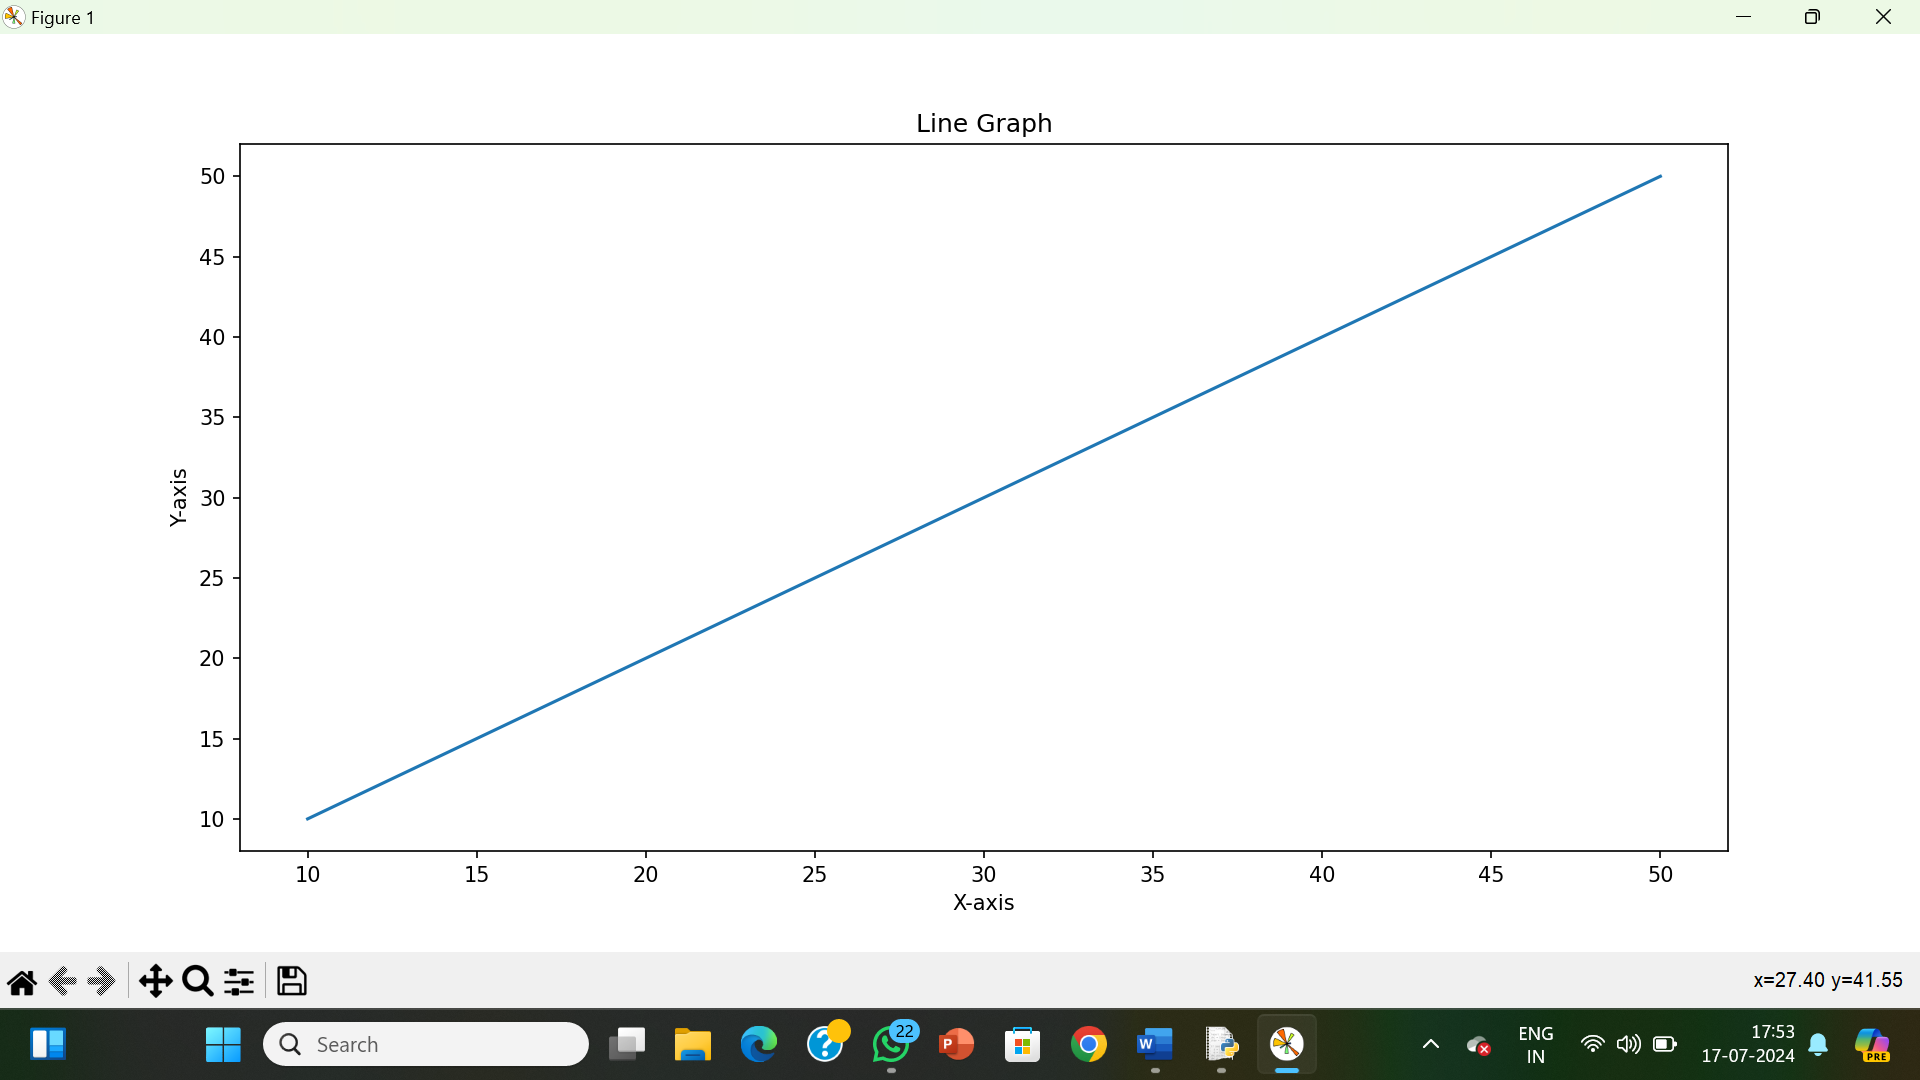 Figure 1
Line Graph
50
45
40
35
30
25
20
15
10
Y-axis
10 15 20 25 30 35 40 45 50
X-axis
x=27.40 y=41.55
Search
22
P
W
ENG
IN
17:53
17-07-2024
PRE